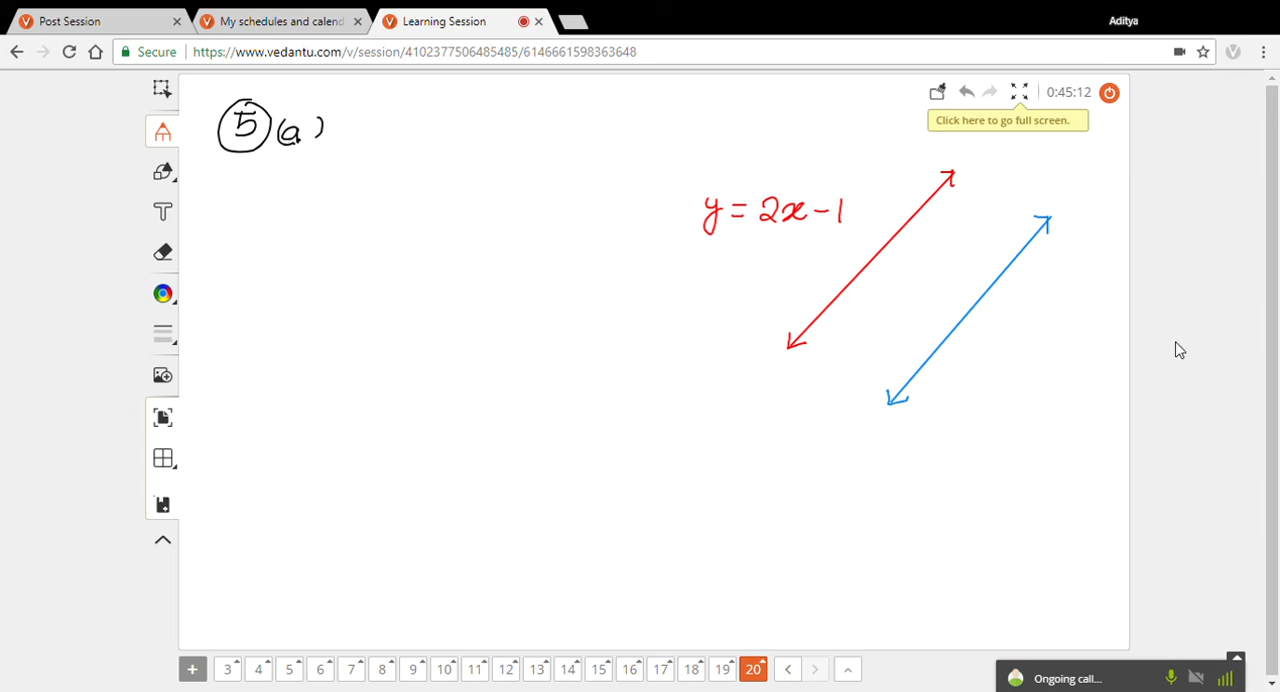 Post Session
My schedules and calend
Learning Session
Aditya
Secure
https://www.vedantu.com/v/session/4102377506485485/6146661598363648
0:45:12
Click here to go full screen.
5 (a)
y = 2x - 1
+ 3 4 5 6 7 8 9 10 11 12 13 14 15 16 17 18 19 20
Ongoing call...